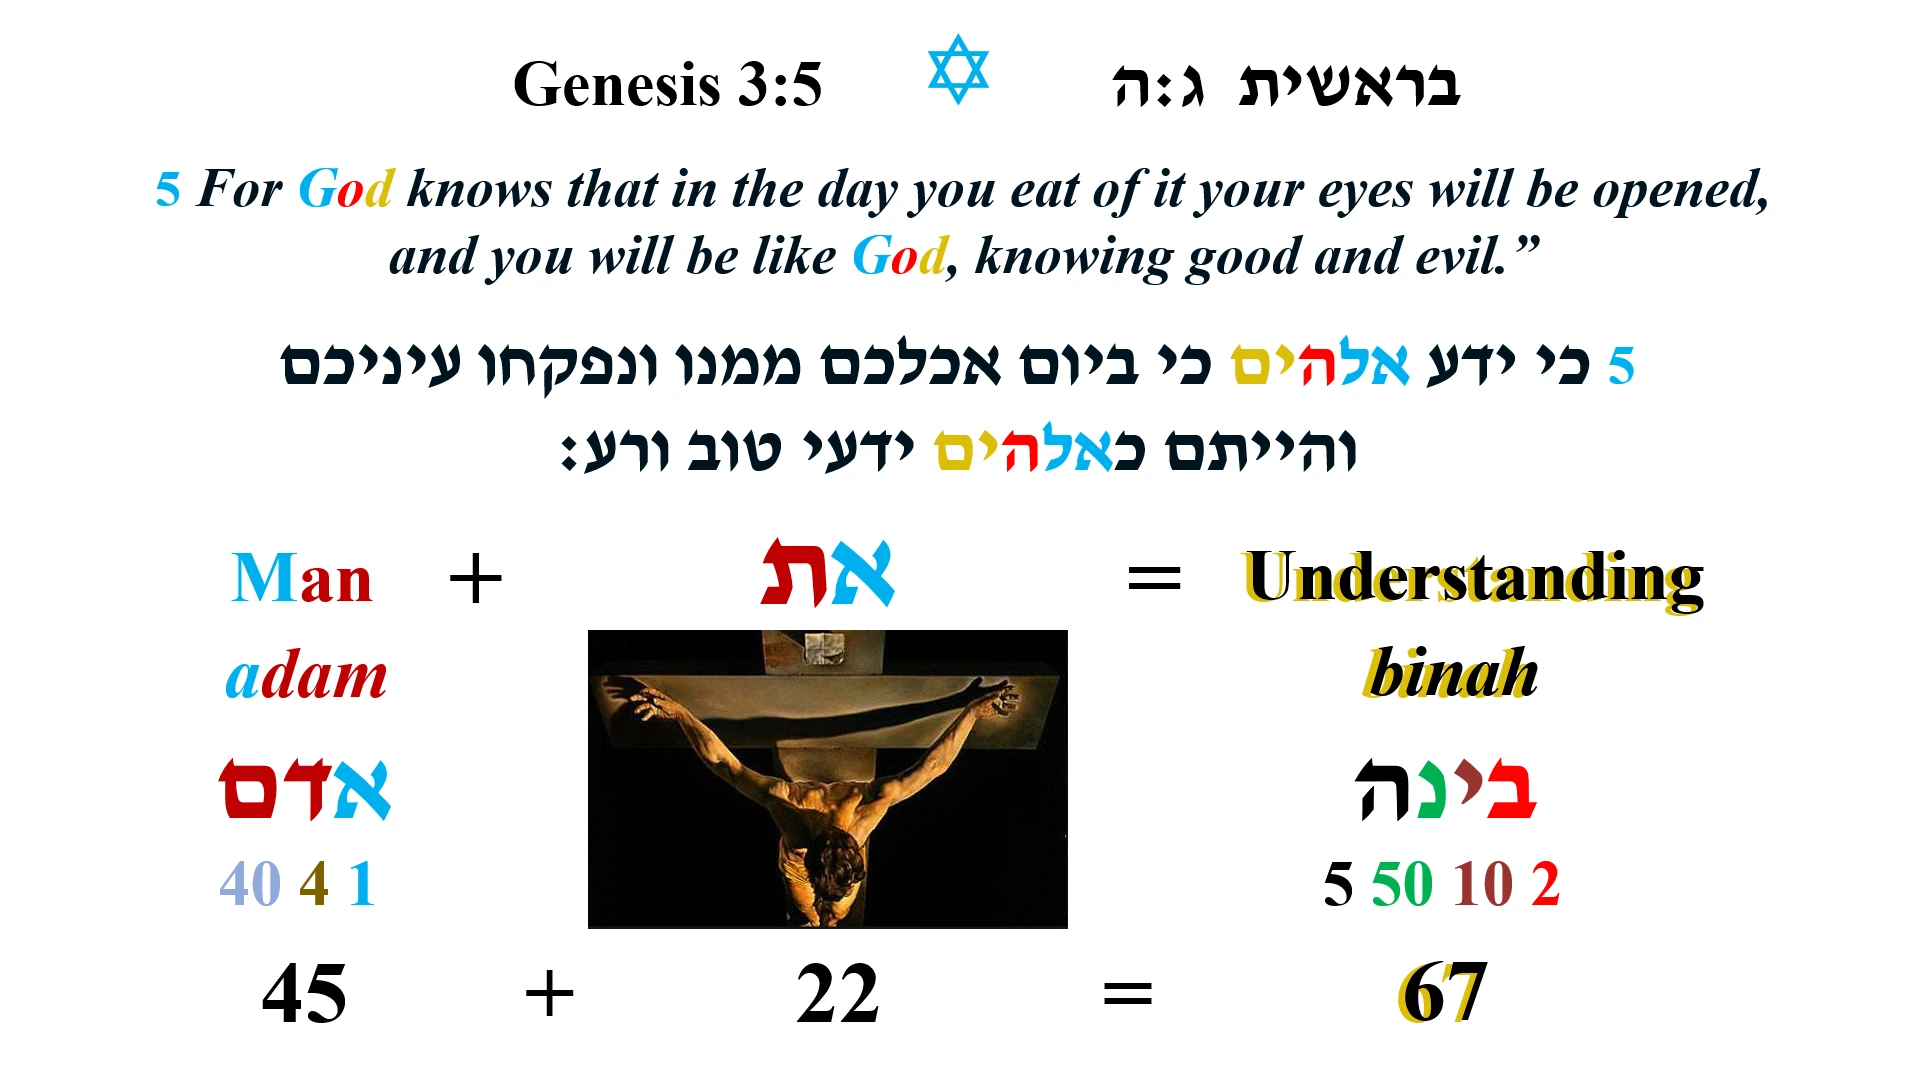 Genesis 3:5 ✡ בראשית ג:ה
5 For God knows that in the day you eat of it your eyes will be opened,
and you will be like God, knowing good and evil.”
5 כי ידע אלהים כי ביום אכלכם ממנו ונפקחו עיניכם
והייתם כאלהים ידעי טוב ורע:
Man + את = Understanding
adam binah
אדם בינה
40 4 1 5 50 10 2
45 + 22 = 67